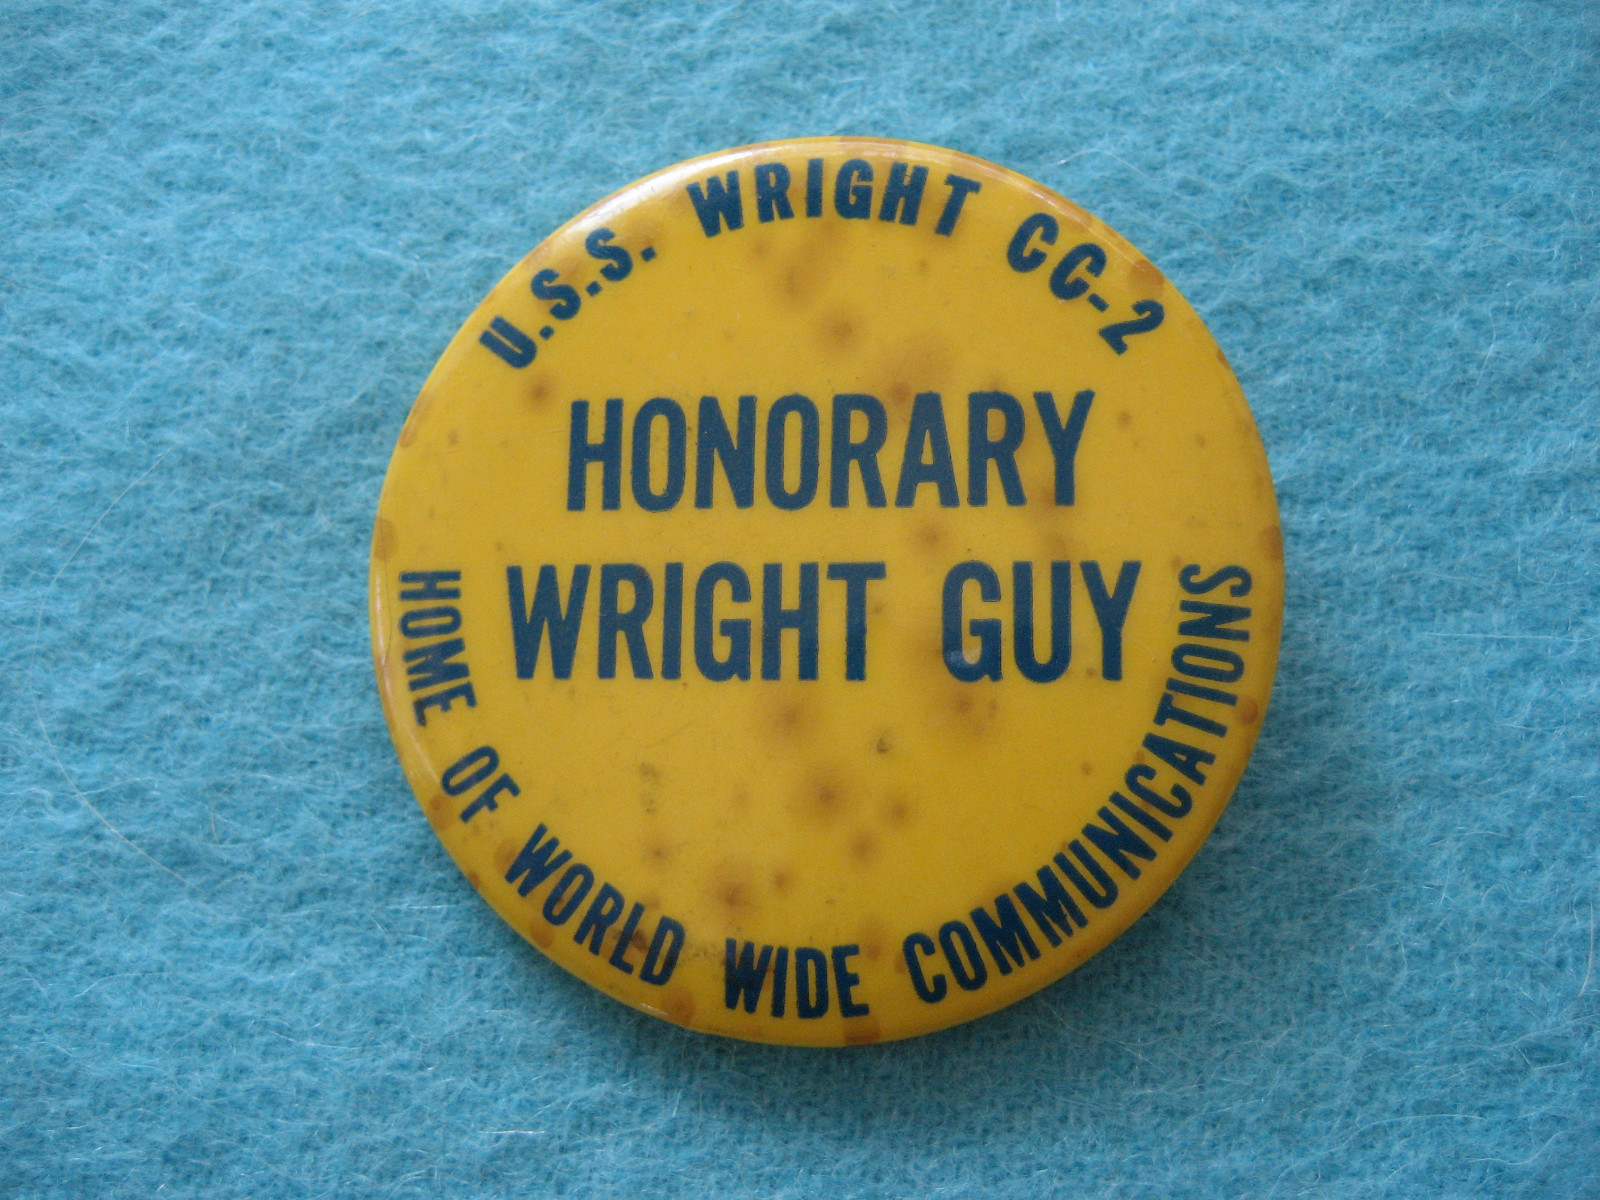 U.S.S. WRIGHT CC-2
HONORARY
WRIGHT GUY
HOME OF WORLD WIDE COMMUNICATIONS